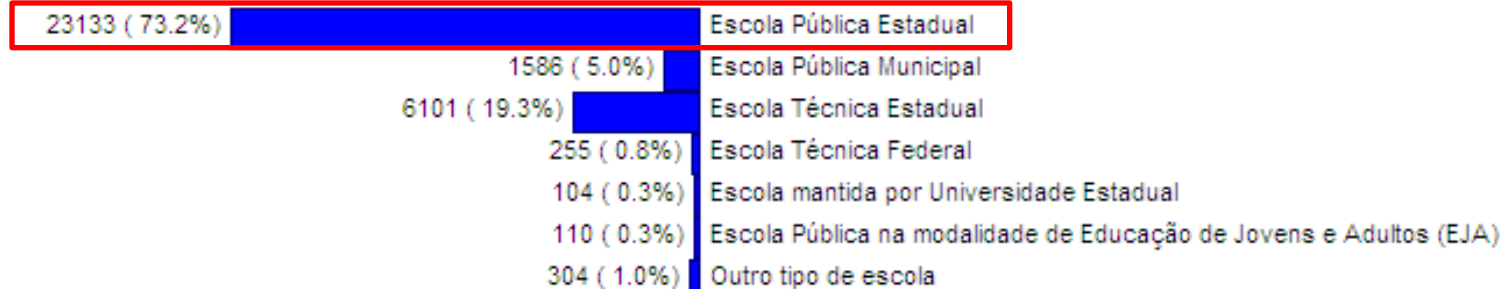 23133 ( 73.2%) Escola Pública Estadual
1586 ( 5.0%) Escola Pública Municipal
6101 ( 19.3%) Escola Técnica Estadual
255 ( 0.8%) Escola Técnica Federal
104 ( 0.3%) Escola mantida por Universidade Estadual
110 ( 0.3%) Escola Pública na modalidade de Educação de Jovens e Adultos (EJA)
304 ( 1.0%) Outro tipo de escola